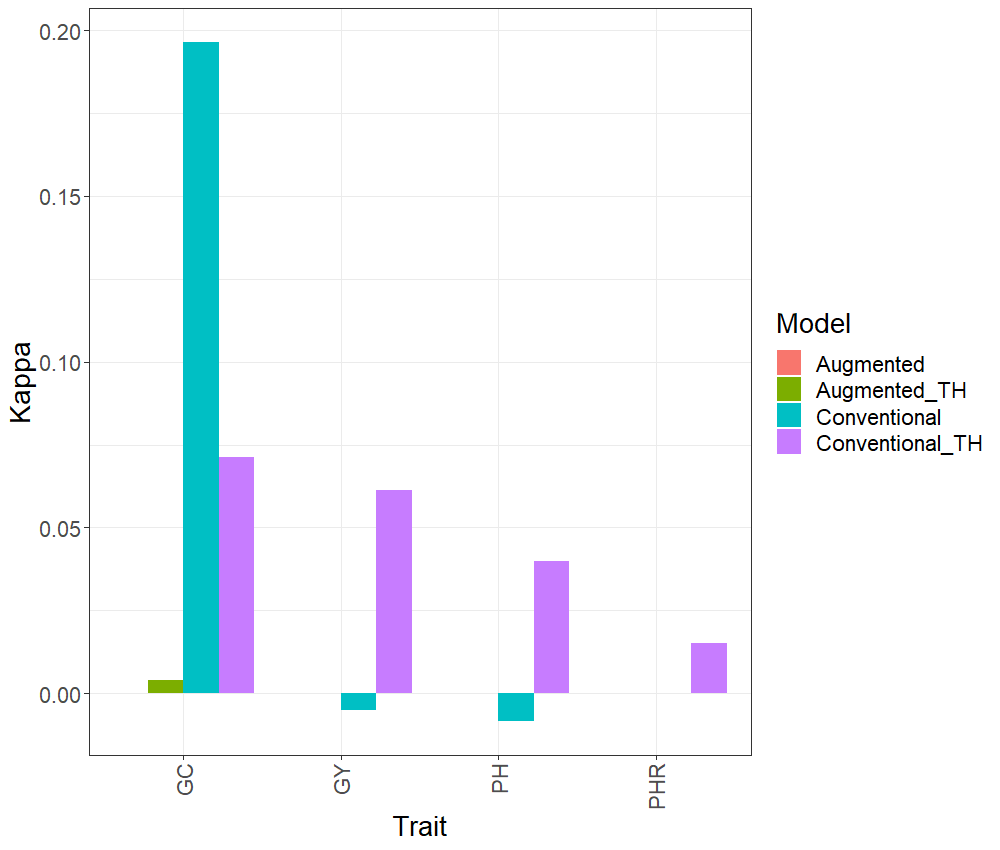 Kappa
0.20
0.15
0.10
0.05
0.00
GC
GY
PH
PHR
Trait
Model
Augmented
Augmented_TH
Conventional
Conventional_TH